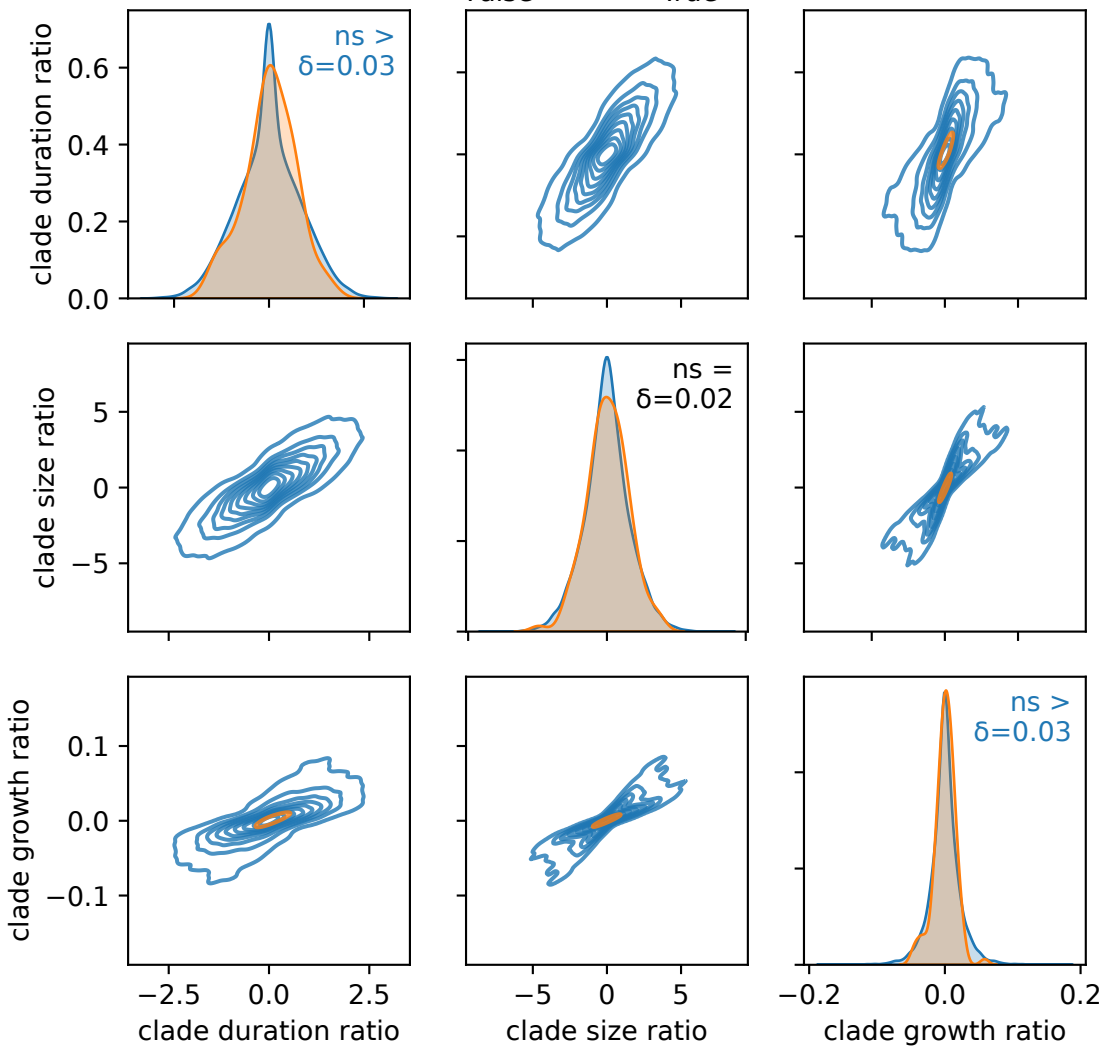 ns >
δ=0.03
clade duration ratio
0.6
0.4
0.2
0.0
ns =
δ=0.02
clade size ratio
5
0
−5
ns >
δ=0.03
clade growth ratio
0.1
0.0
−0.1
−2.5 0.0 2.5
−5 0 5
−0.2 0.0 0.2
clade duration ratio
clade size ratio
clade growth ratio